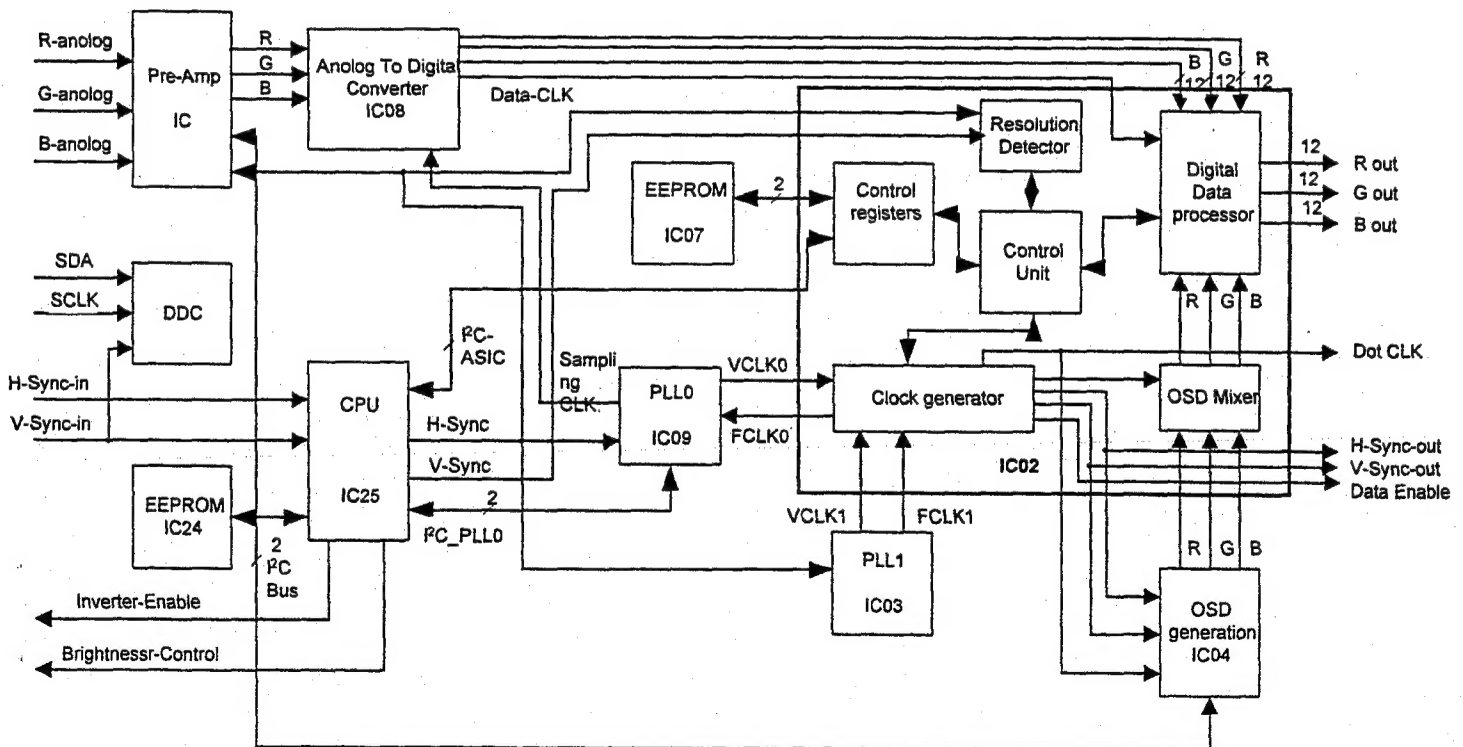 R-anolog
G-anolog
B-anolog
Pre-Amp
IC
R
G
B
Anolog To Digital
Converter
IC08
Data-CLK
B
G
R
12
12
12
Resolution
Detector
EEPROM
IC07
2
Control
registers
Control
Unit
Digital
Data
processor
12
12
12
R out
G out
B out
SDA
SCLK
DDC
H-Sync-in
V-Sync-in
CPU
IC25
I²C-
ASIC
H-Sync
V-Sync
2
I²C_PLL0
Sampli
ng
CLK.
PLL0
IC09
VCLK0
FCLK0
Clock generator
R
G
B
OSD Mixer
Dot CLK
IC02
H-Sync-out
V-Sync-out
Data Enable
EEPROM
IC24
2
I²C
Bus
VCLK1
FCLK1
PLL1
IC03
R
G
B
OSD
generation
IC04
Inverter-Enable
Brightnessr-Control